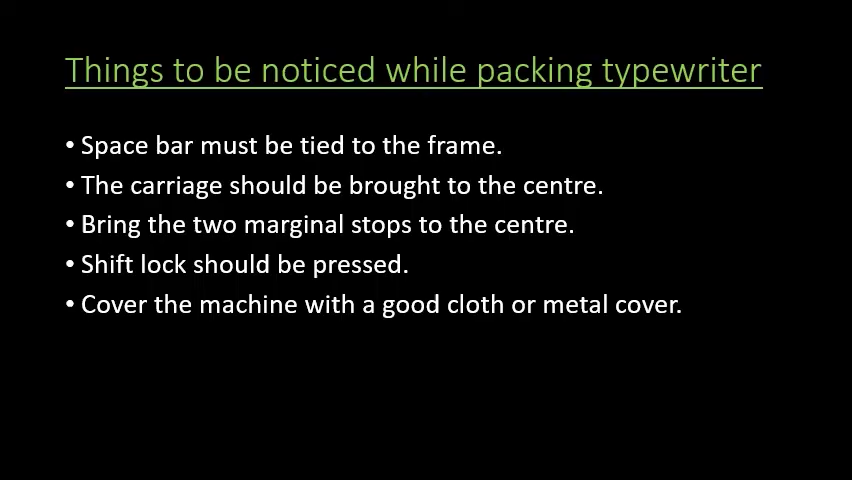 Things to be noticed while packing typewriter
• Space bar must be tied to the frame.
• The carriage should be brought to the centre.
• Bring the two marginal stops to the centre.
• Shift lock should be pressed.
• Cover the machine with a good cloth or metal cover.